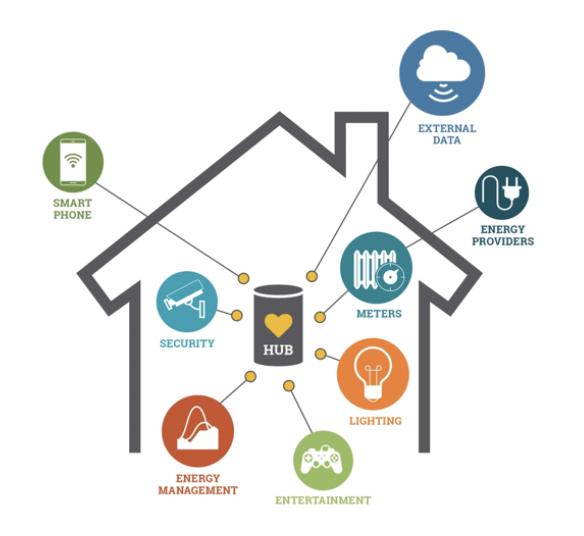 EXTERNAL
DATA
SMART
PHONE
ENERGY
PROVIDERS
METERS
SECURITY
HUB
LIGHTING
ENERGY
MANAGEMENT
ENTERTAINMENT